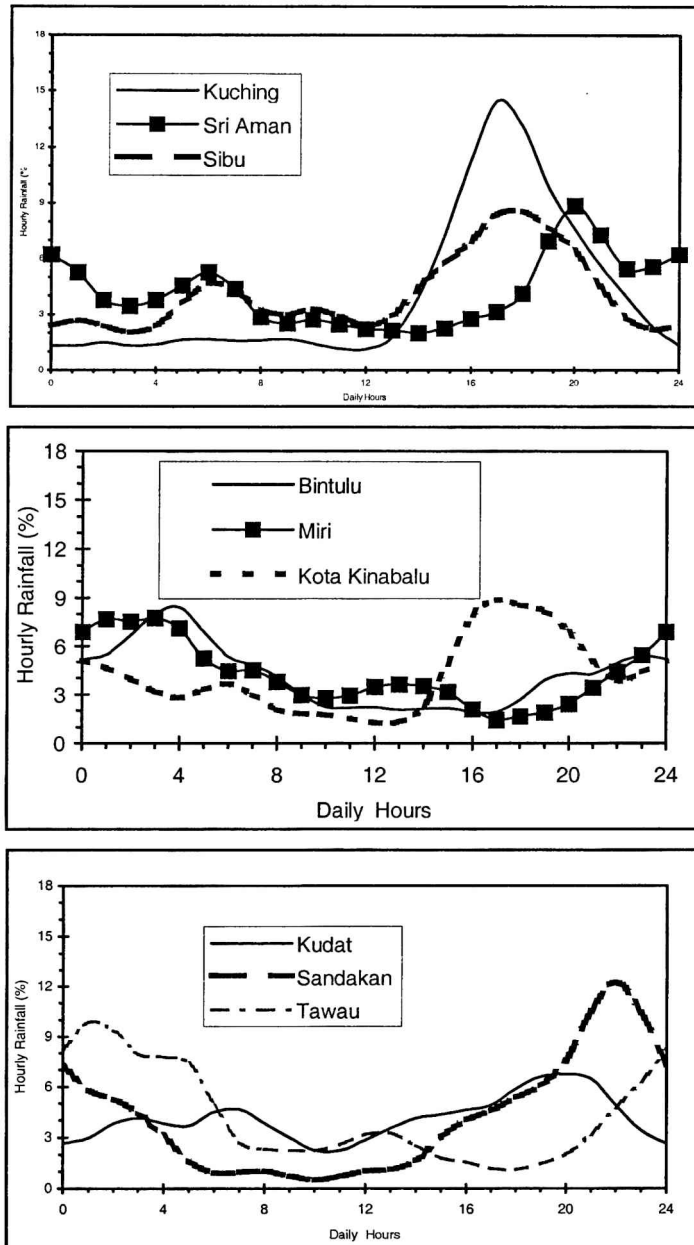 18
15
12
9
6
3
0
Hourly Rainfall (%
Kuching
Sri Aman
Sibu
0 4 8 12 16 20 24
Daily Hours
18
15
12
9
6
3
0
Hourly Rainfall (%)
Bintulu
Miri
Kota Kinabalu
0 4 8 12 16 20 24
Daily Hours
18
15
12
9
6
3
0
Hourly Rainfall (%)
Kudat
Sandakan
Tawau
0 4 8 12 16 20 24
Daily Hours